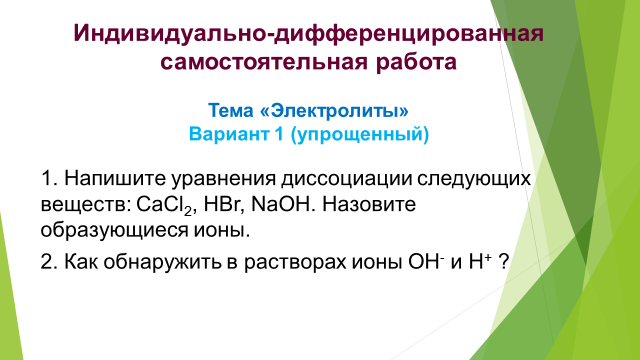 Индивидуально-дифференцированная
самостоятельная работа
Тема «Электролиты»
Вариант 1 (упрощенный)
1. Напишите уравнения диссоциации следующих
веществ: CaCl₂, HBr, NaOH. Назовите
образующиеся ионы.
2. Как обнаружить в растворах ионы OH⁻ и H⁺ ?